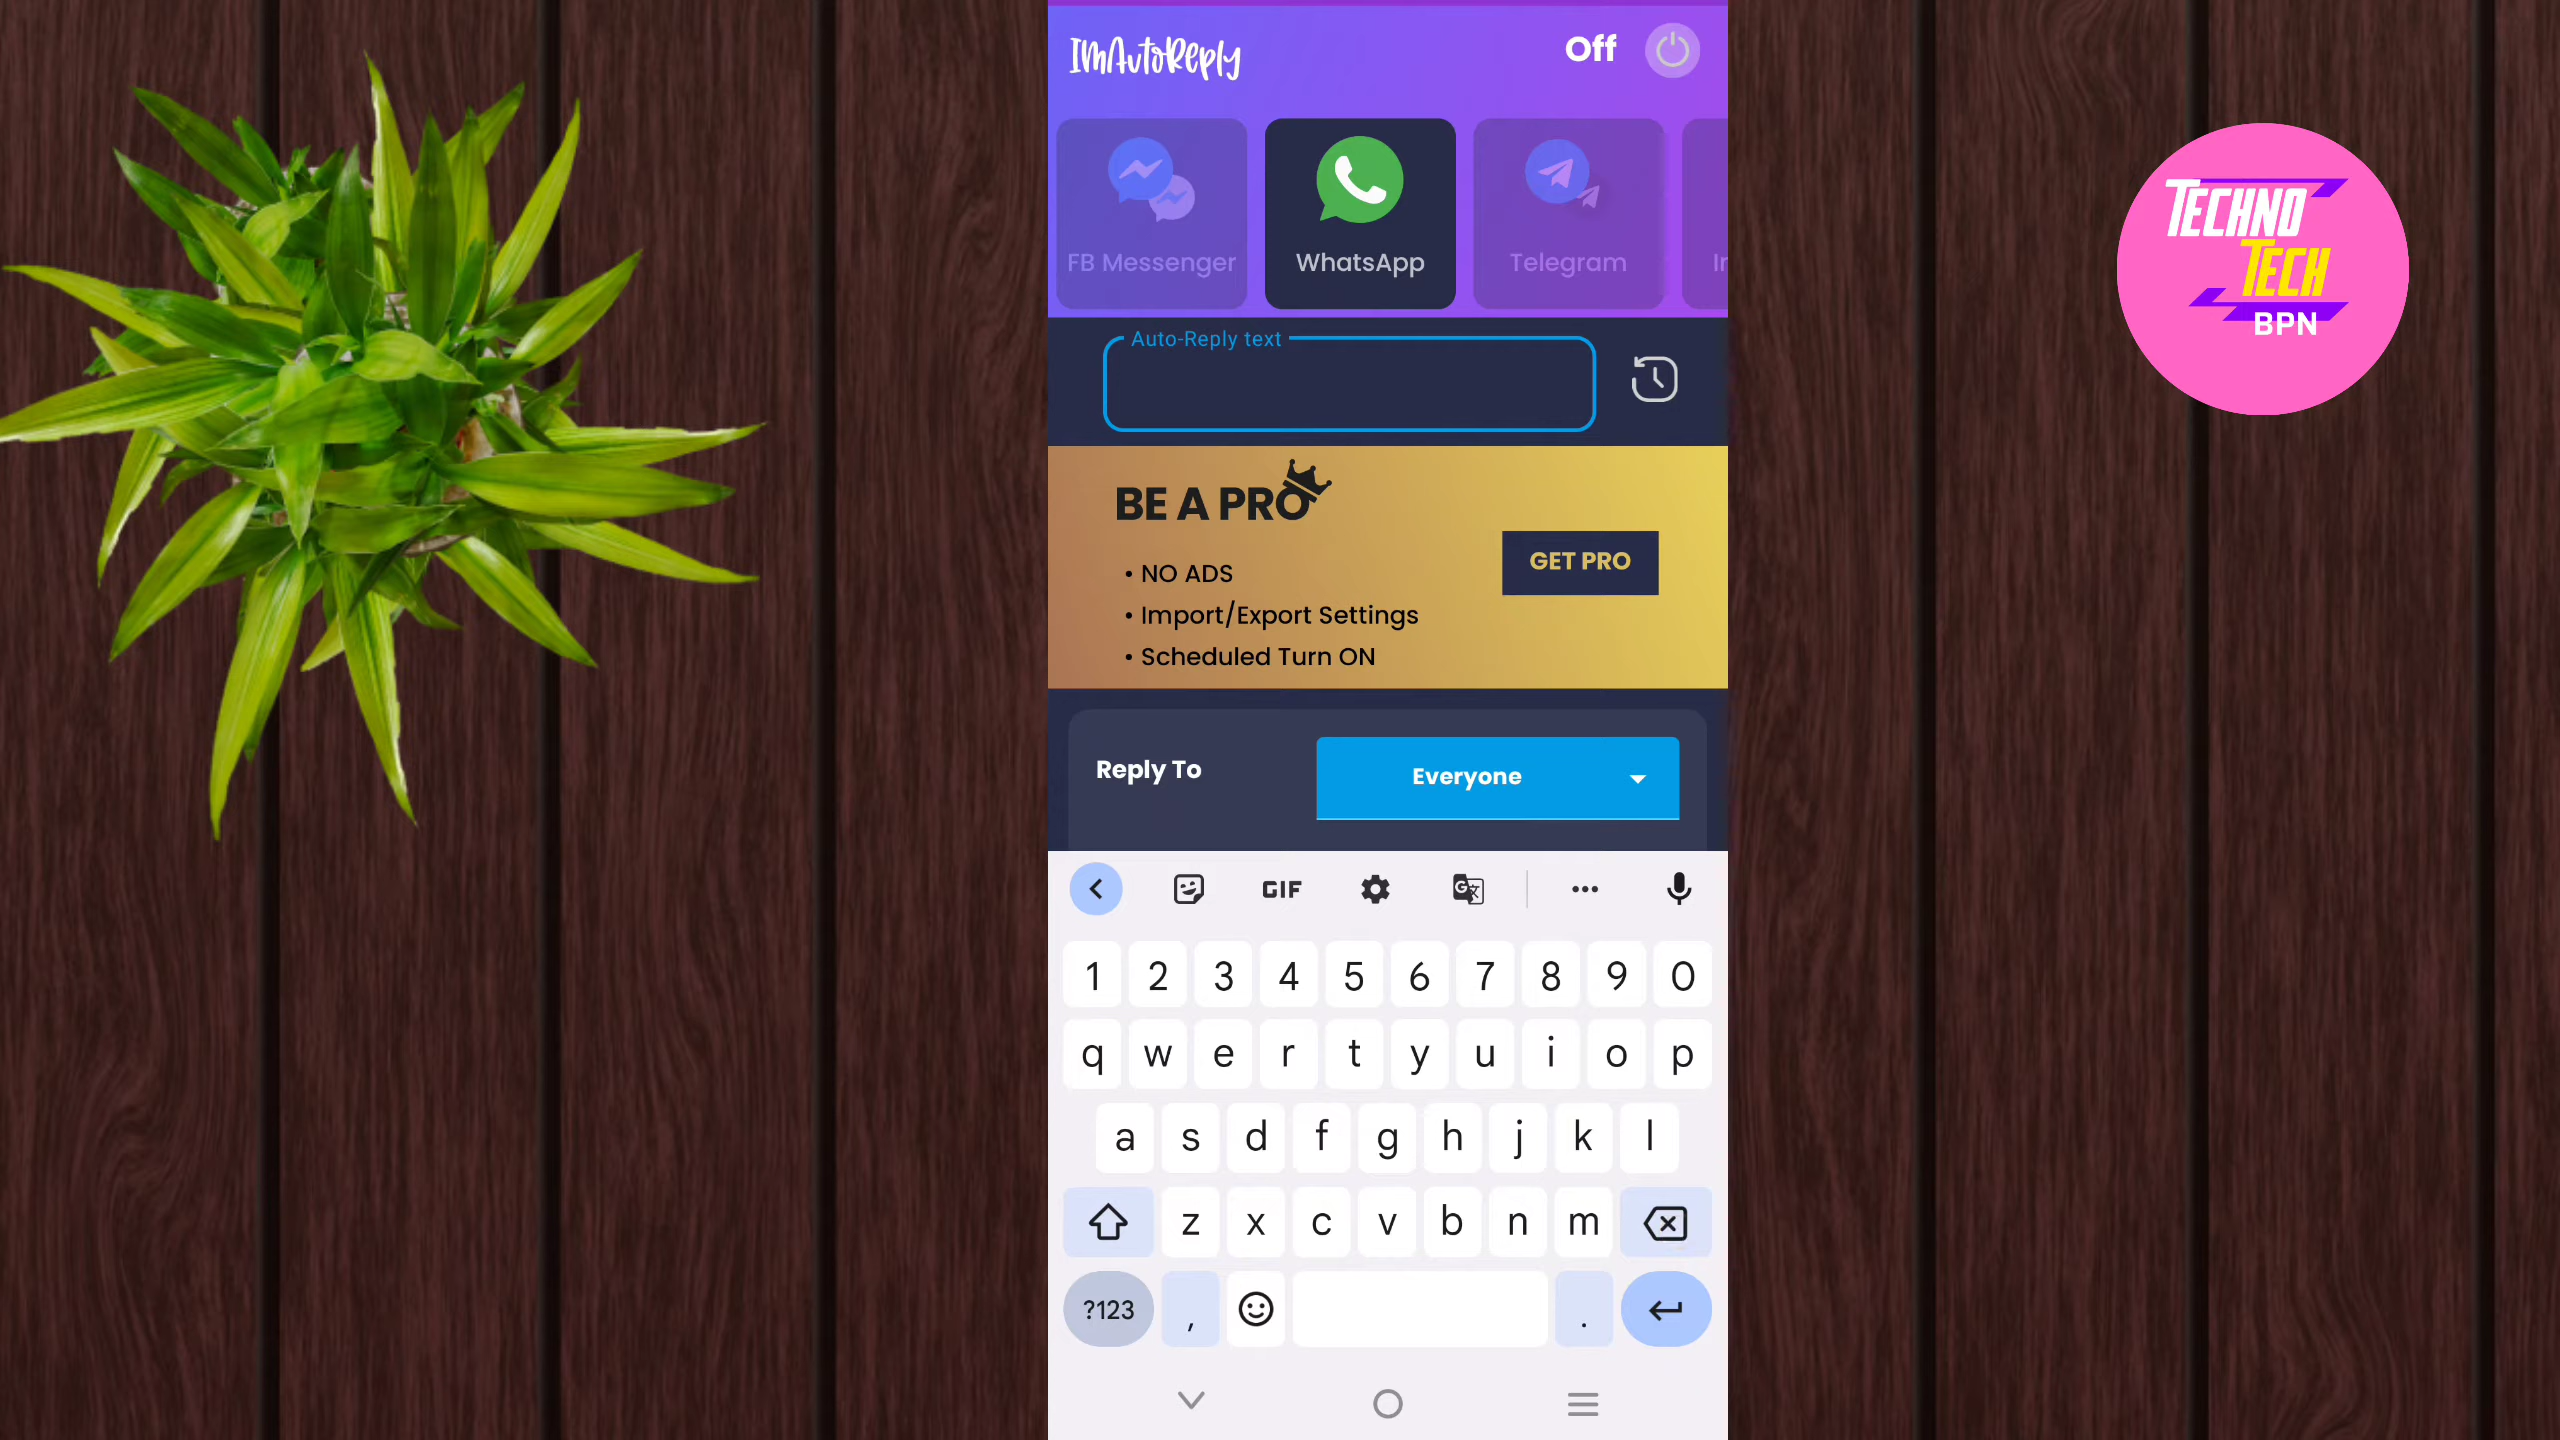 IMAutoReply
Off
FB Messenger
WhatsApp
Telegram
TECHNO
TECH
BPN
Auto-Reply text
BE A PRO
• NO ADS
• Import/Export Settings
• Scheduled Turn ON
GET PRO
Reply To
Everyone
GIF
1 2 3 4 5 6 7 8 9 0
q w e r t y u i o p
a s d f g h j k l
z x c v b n m
?123 , .